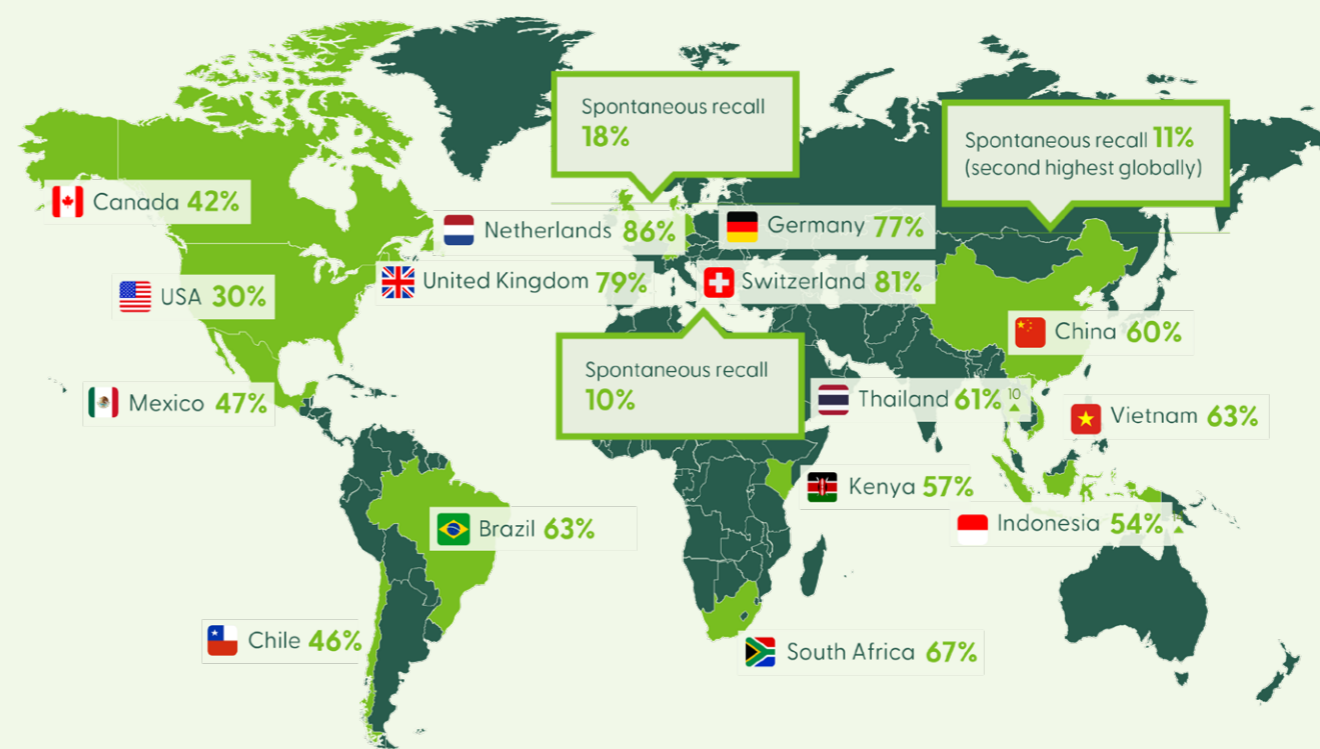 Spontaneous recall
18%
Spontaneous recall 11%
(second highest globally)
Canada 42%
Netherlands 86%
Germany 77%
USA 30%
United Kingdom 79%
Switzerland 81%
China 60%
Spontaneous recall
10%
Mexico 47%
Thailand 61% 10 ▲
Vietnam 63%
Kenya 57%
Brazil 63%
Indonesia 54% ▲
Chile 46%
South Africa 67%